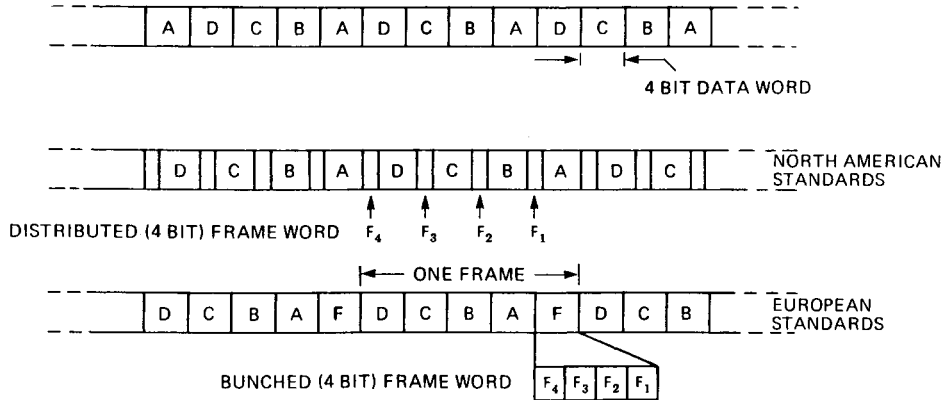 A D C B A D C B A D C B A
4 BIT DATA WORD
D C B A D C B A D C
NORTH AMERICAN
STANDARDS
DISTRIBUTED (4 BIT) FRAME WORD F₄ F₃ F₂ F₁
ONE FRAME
D C B A F D C B A F D C B
EUROPEAN
STANDARDS
BUNCHED (4 BIT) FRAME WORD F₄ F₃ F₂ F₁